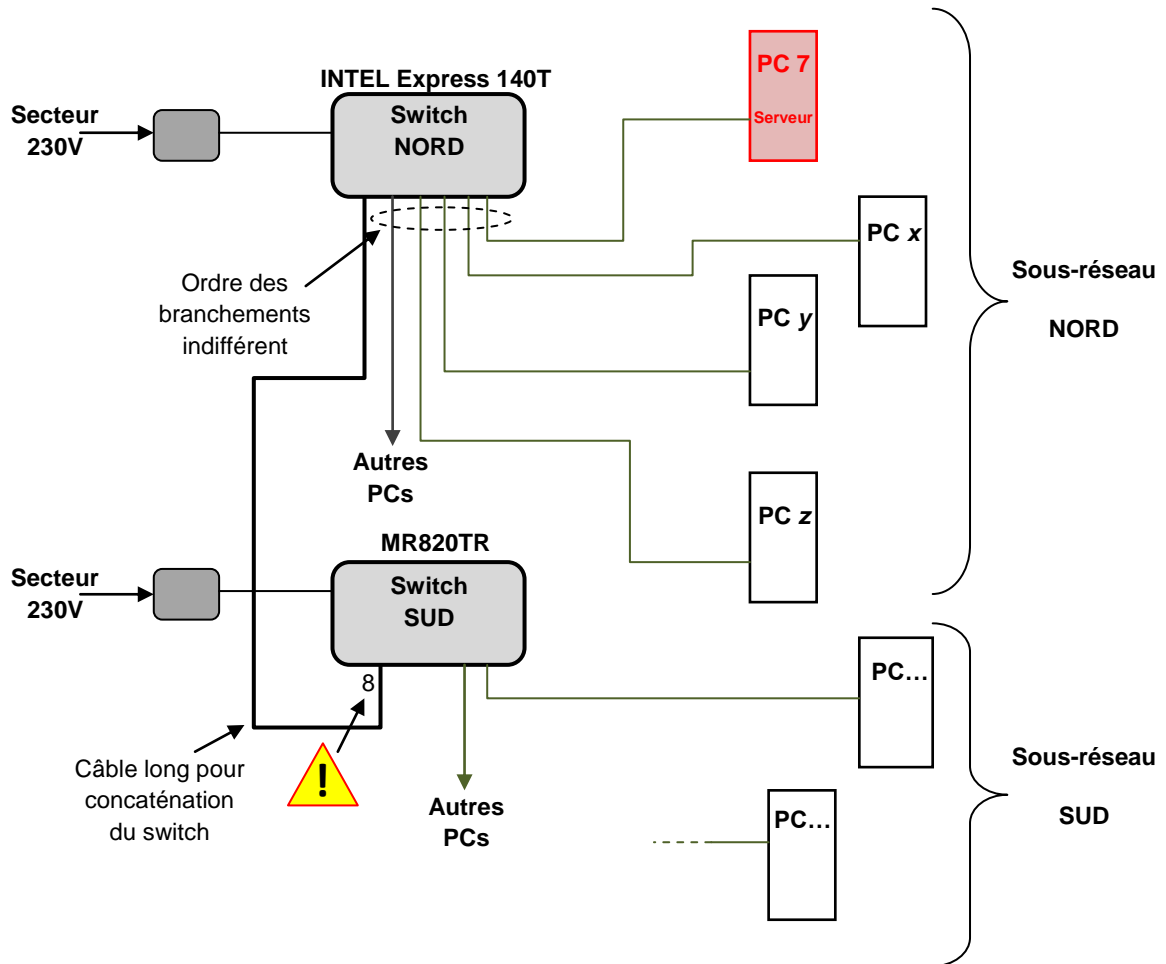 INTEL Express 140T
Secteur
230V
Switch
NORD
PC 7
Serveur
PC x
Ordre des
branchements
indifférent
PC y
Sous-réseau
NORD
Autres
PCs
PC z
MR820TR
Secteur
230V
Switch
SUD
8
PC…
!
Câble long pour
concaténation
du switch
Autres
PCs
PC…
Sous-réseau
SUD